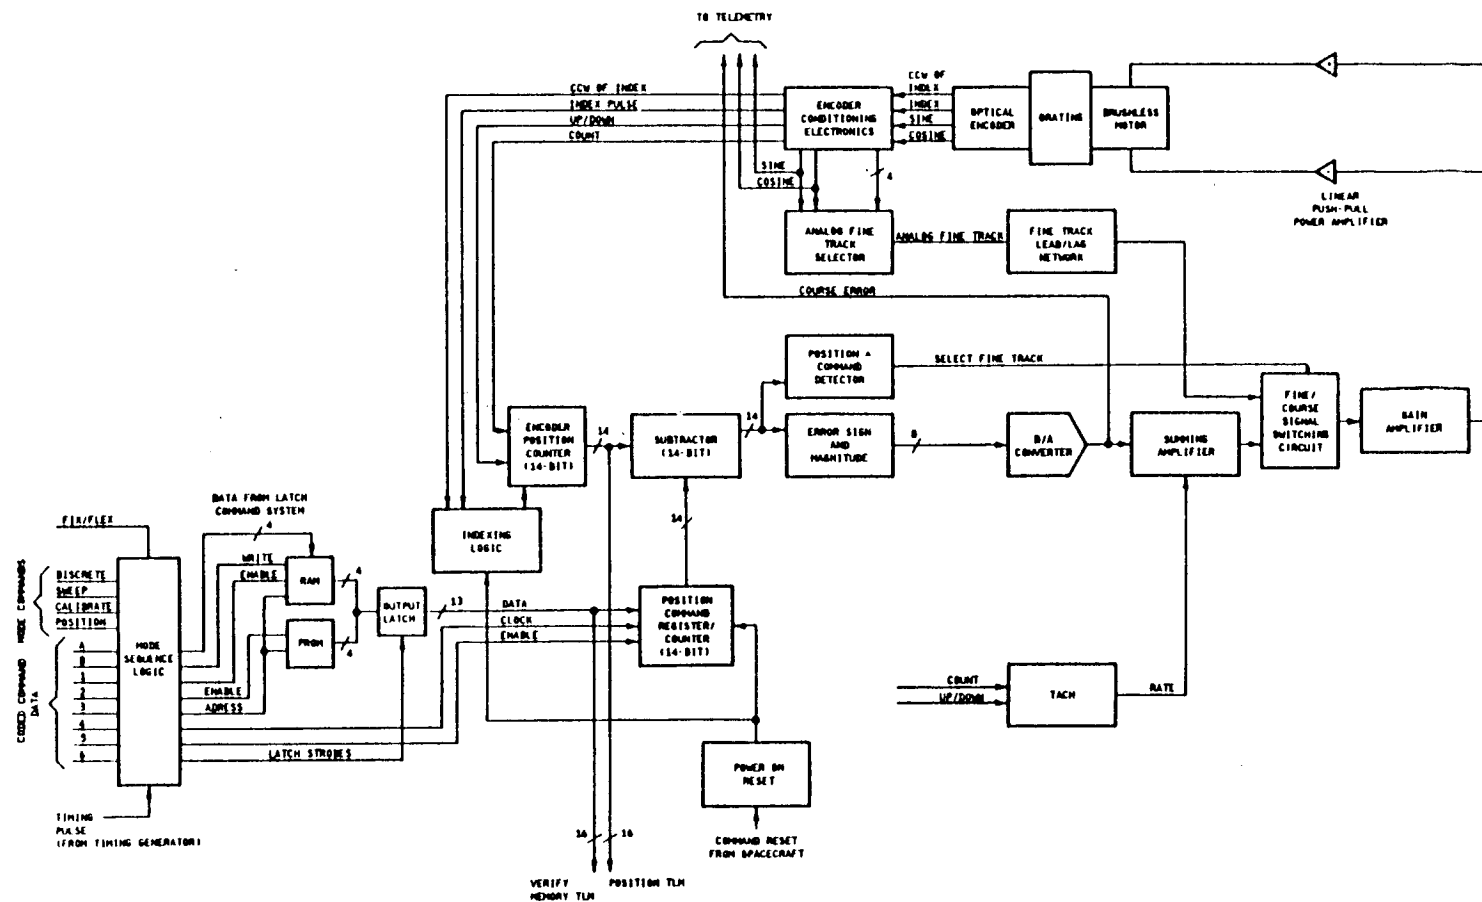 TO TELEMETRY
CCW OF INDEX
INDEX PULSE
UP/DOWN
COUNT
ENCODER
CONDITIONING
ELECTRONICS
CCW OF
INDEX
INDEX
SINE
COSINE
OPTICAL
ENCODER
GRATING
BRUSHLESS
MOTOR
SINE
COSINE
4
LINEAR
PUSH-PULL
POWER AMPLIFIER
ANALOG FINE
TRACK
SELECTOR
ANALOG FINE TRACK
FINE TRACK
LEAD/LAG
NETWORK
COURSE ERROR
POSITION =
COMMAND
DETECTOR
SELECT FINE TRACK
ENCODER
POSITION
COUNTER
(14-BIT)
14
SUBTRACTOR
(14-BIT)
14
ERROR SIGN
AND
MAGNITUDE
8
D/A
CONVERTER
SUMMING
AMPLIFIER
FINE/
COURSE
SIGNAL
SWITCHING
CIRCUIT
GAIN
AMPLIFIER
DATA FROM LATCH
COMMAND SYSTEM
4
FIX/FLEX
INDEXING
LOGIC
14
MODE COMMANDS
DISCRETE
SWEEP
CALIBRATE
POSITION
WRITE
ENABLE
RAM
4
PROM
4
OUTPUT
LATCH
13
DATA
CLOCK
ENABLE
POSITION
COMMAND
REGISTER/
COUNTER
(14-BIT)
CODED COMMAND
DATA
A
B
1
2
3
4
5
6
MODE
SEQUENCE
LOGIC
ENABLE
ADRESS
LATCH STROBES
COUNT
UP/DOWN
TACH
RATE
POWER ON
RESET
TIMING
PULSE
(FROM TIMING GENERATOR)
16
16
COMMAND RESET
FROM SPACECRAFT
VERIFY
MEMORY TLM
POSITION TLM